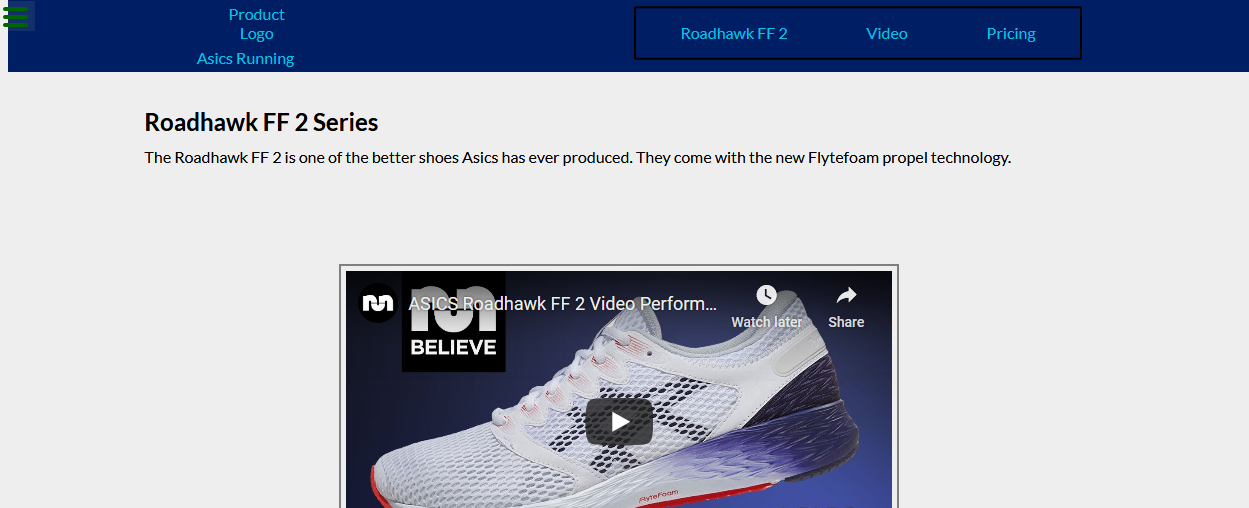 Product
Logo
Asics Running
Roadhawk FF 2
Video
Pricing
Roadhawk FF 2 Series
The Roadhawk FF 2 is one of the better shoes Asics has ever produced. They come with the new Flytefoam propel technology.
ASICS Roadhawk FF 2 Video Perform...
Watch later
Share
BELIEVE
FlyteFoam